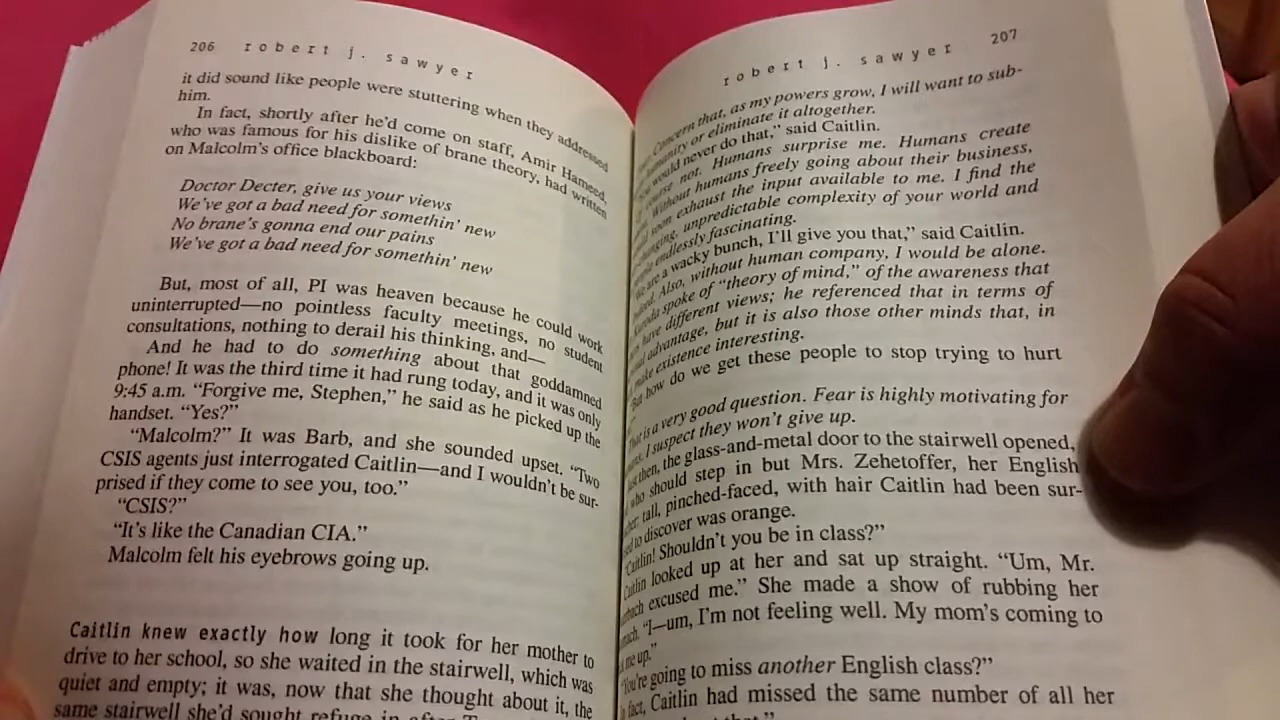 206 robert j. sawyer
it did sound like people were stuttering when they addressed
him.
In fact, shortly after he'd come on staff, Amir Hameed,
who was famous for his dislike of brane theory, had written
on Malcolm's office blackboard:
Doctor Decter, give us your views
We've got a bad need for somethin' new
No brane's gonna end our pains
We've got a bad need for somethin' new
But, most of all, PI was heaven because he could work
uninterrupted—no pointless faculty meetings, no student
consultations, nothing to derail his thinking, and—
And he had to do something about that goddamned
phone! It was the third time it had rung today, and it was only
9:45 a.m. “Forgive me, Stephen,” he said as he picked up the
handset. “Yes?”
“Malcolm?” It was Barb, and she sounded upset. “Two
CSIS agents just interrogated Caitlin—and I wouldn't be sur-
prised if they come to see you, too.”
“CSIS?”
“It's like the Canadian CIA.”
Malcolm felt his eyebrows going up.
Caitlin knew exactly how long it took for her mother to
drive to her school, so she waited in the stairwell, which was
quiet and empty; it was, now that she thought about it, the
same stairwell she'd sought refuge in after
robert j. sawyer 207
Concern that, as my powers grow, I will want to sub-
humanity or eliminate it altogether.
would never do that,” said Caitlin.
course not. Humans surprise me. Humans create
Without humans freely going about their business,
soon exhaust the input available to me. I find the
unpredictable complexity of your world and
endlessly fascinating.
are a wacky bunch, I'll give you that,” said Caitlin.
Also, without human company, I would be alone.
spoke of “theory of mind,” of the awareness that
have different views; he referenced that in terms of
advantage, but it is also those other minds that, in
make existence interesting.
“But how do we get these people to stop trying to hurt
That is a very good question. Fear is highly motivating for
I suspect they won't give up.
then, the glass-and-metal door to the stairwell opened,
who should step in but Mrs. Zehetoffer, her English
tall, pinched-faced, with hair Caitlin had been sur-
to discover was orange.
“Caitlin! Shouldn't you be in class?”
Caitlin looked up at her and sat up straight. “Um, Mr.
excused me.” She made a show of rubbing her
“I—um, I'm not feeling well. My mom's coming to
me up.”
“You're going to miss another English class?”
In fact, Caitlin had missed the same number of all her